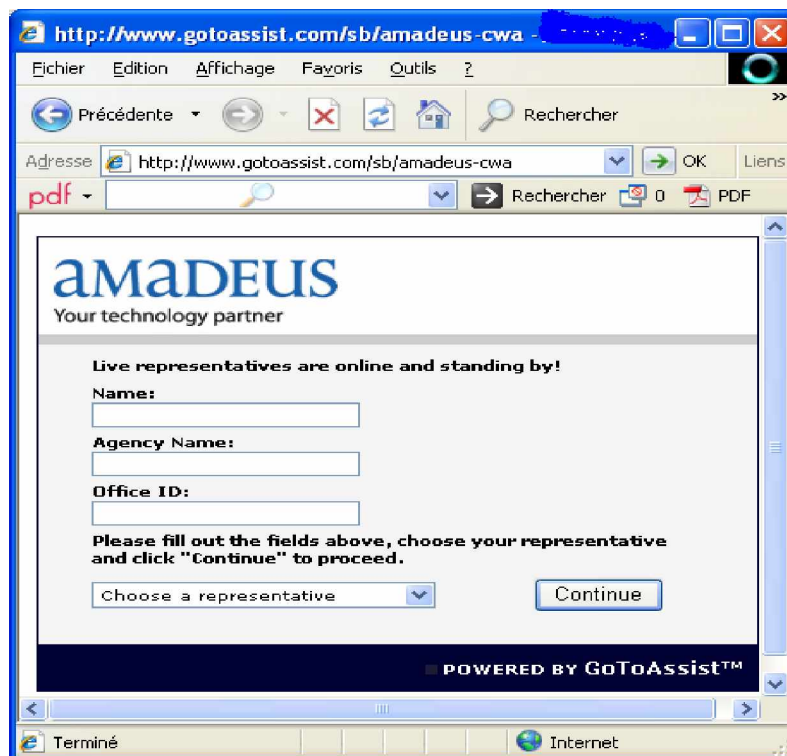 http://www.gotoassist.com/sb/amadeus-cwa -
Fichier Edition Affichage Favoris Outils ?
Précédente Rechercher »
Adresse http://www.gotoassist.com/sb/amadeus-cwa OK Liens
pdf Rechercher 0 PDF
amadeus
Your technology partner
Live representatives are online and standing by!
Name:
Agency Name:
Office ID:
Please fill out the fields above, choose your representative
and click "Continue" to proceed.
Choose a representative Continue
POWERED BY GoToAssist™
Terminé Internet